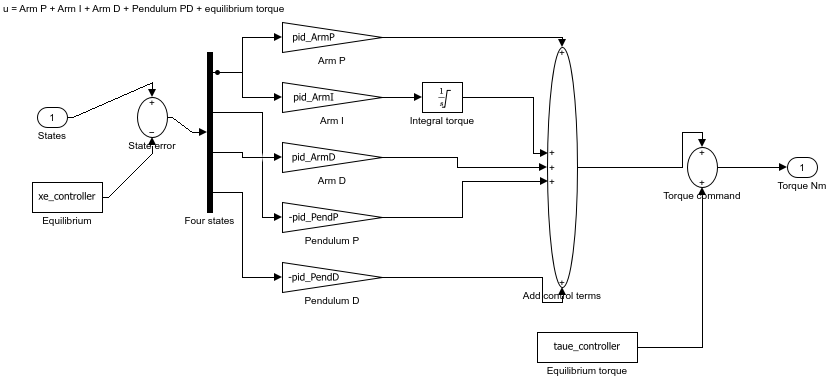 u = Arm P + Arm I + Arm D + Pendulum PD + equilibrium torque
pid_ArmP
Arm P
pid_ArmI
Arm I
1
s
Integral torque
1
States
+
−
State error
xe_controller
Equilibrium
Four states
pid_ArmD
Arm D
-pid_PendP
Pendulum P
-pid_PendD
Pendulum D
+
+
+
+
+
Add control terms
+
+
Torque command
1
Torque Nm
taue_controller
Equilibrium torque